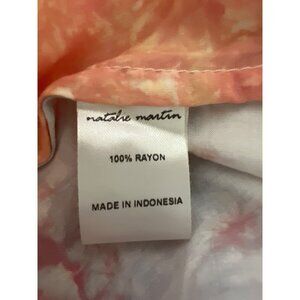 natalie martin
100% RAYON
MADE IN INDONESIA